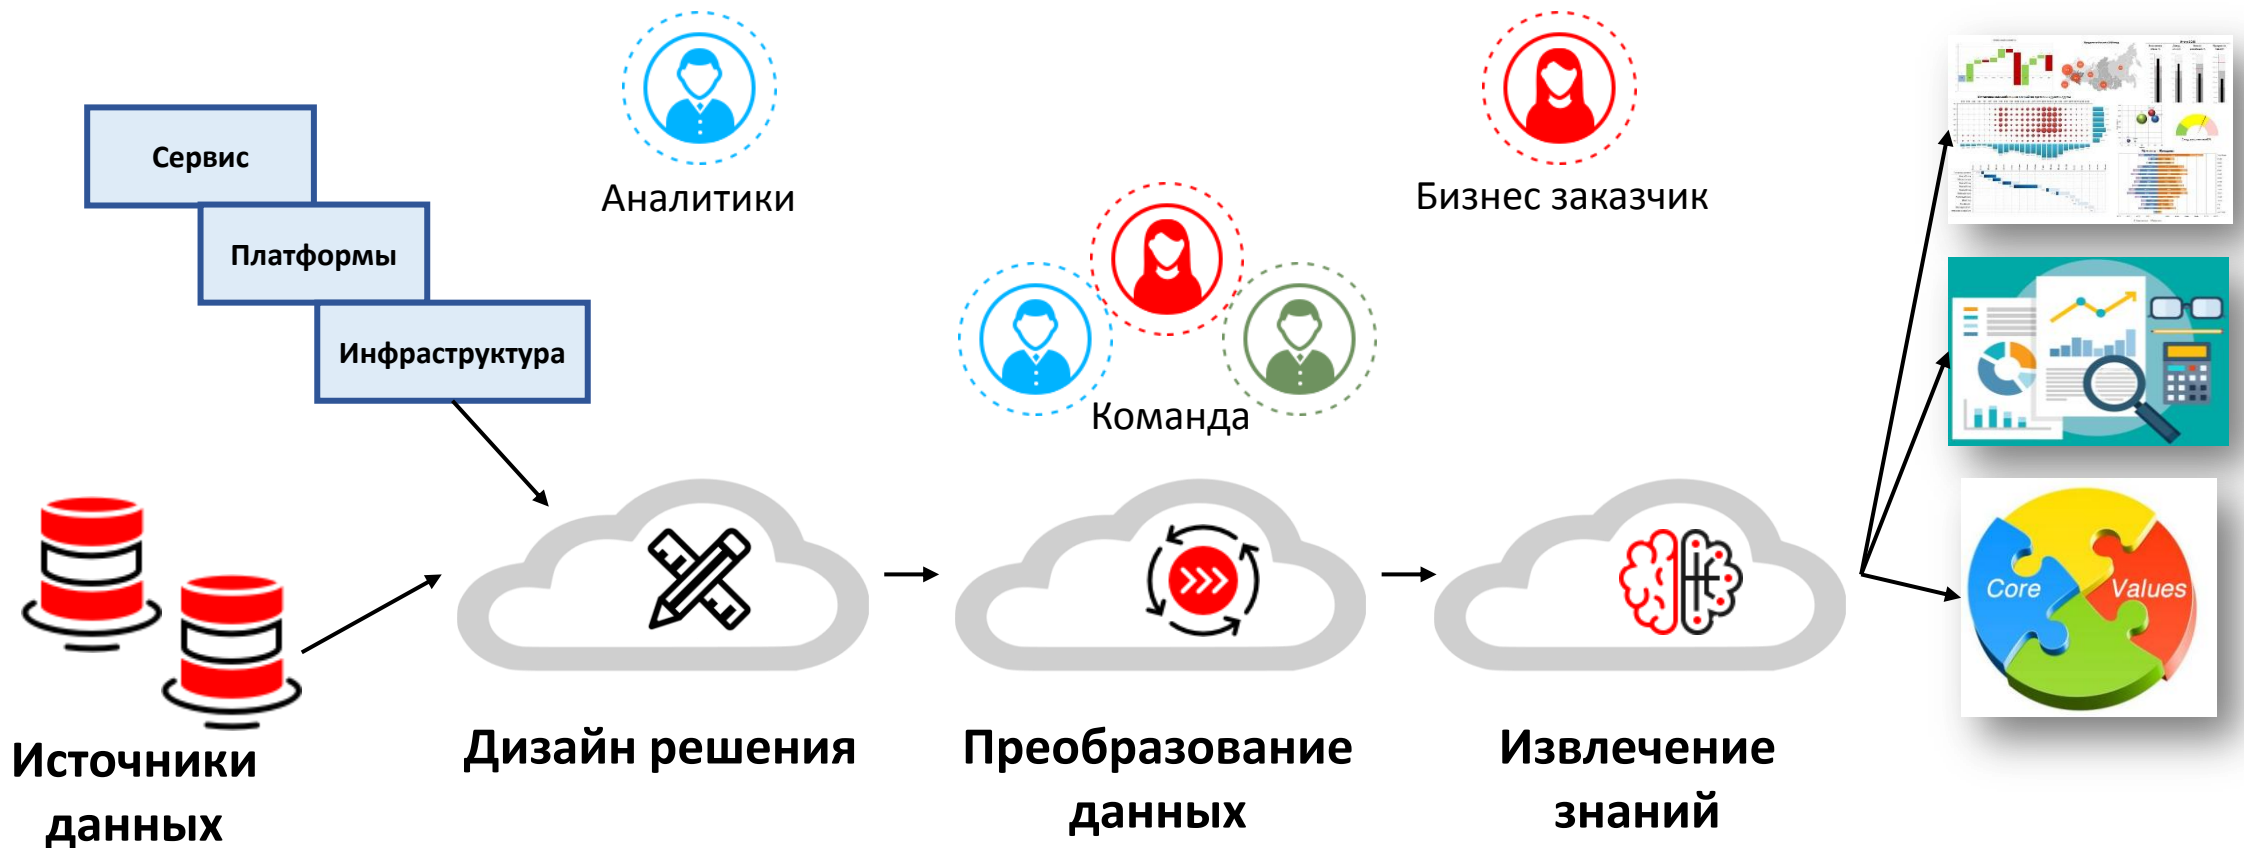 Сервис
Платформы
Инфраструктура
Аналитики
Команда
Бизнес заказчик
Core
Values
Источники
данных
Дизайн решения
Преобразование
данных
Извлечение
знаний